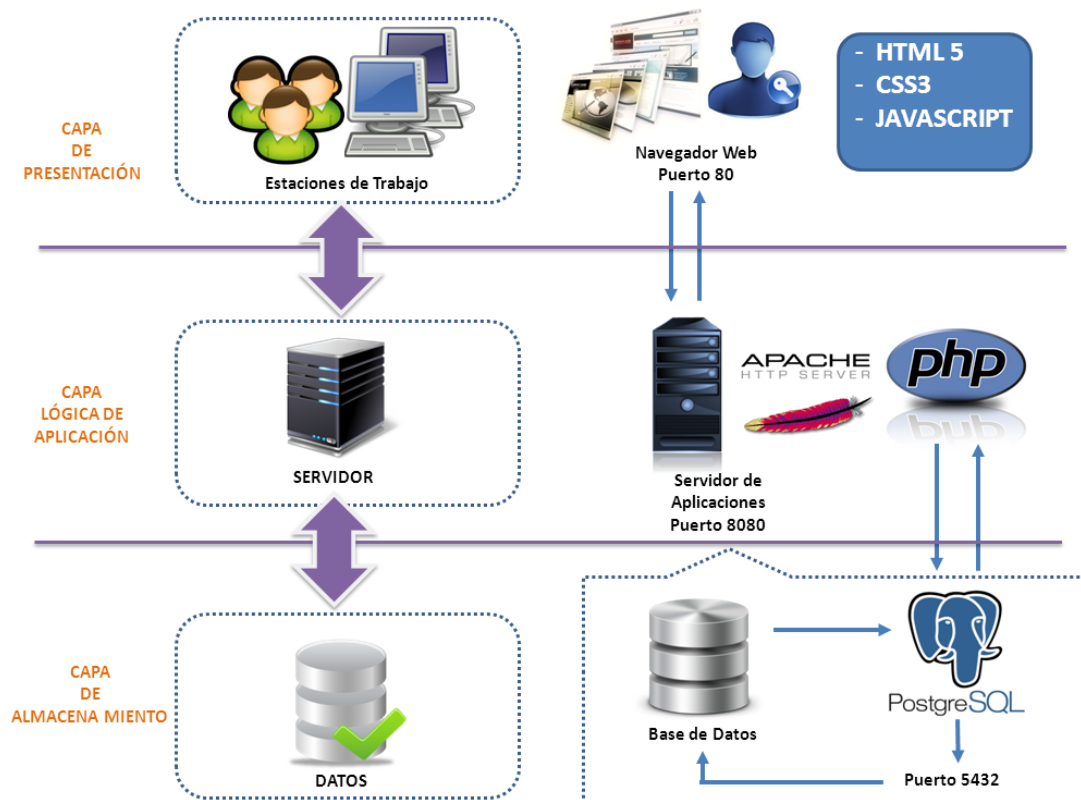 CAPA
DE
PRESENTACIÓN
Estaciones de Trabajo
Navegador Web
Puerto 80
- HTML 5
- CSS3
- JAVASCRIPT
CAPA
LÓGICA DE
APLICACIÓN
SERVIDOR
Servidor de
Aplicaciones
Puerto 8080
APACHE
HTTP SERVER
php
CAPA
DE
ALMACENA MIENTO
DATOS
Base de Datos
PostgreSQL
Puerto 5432